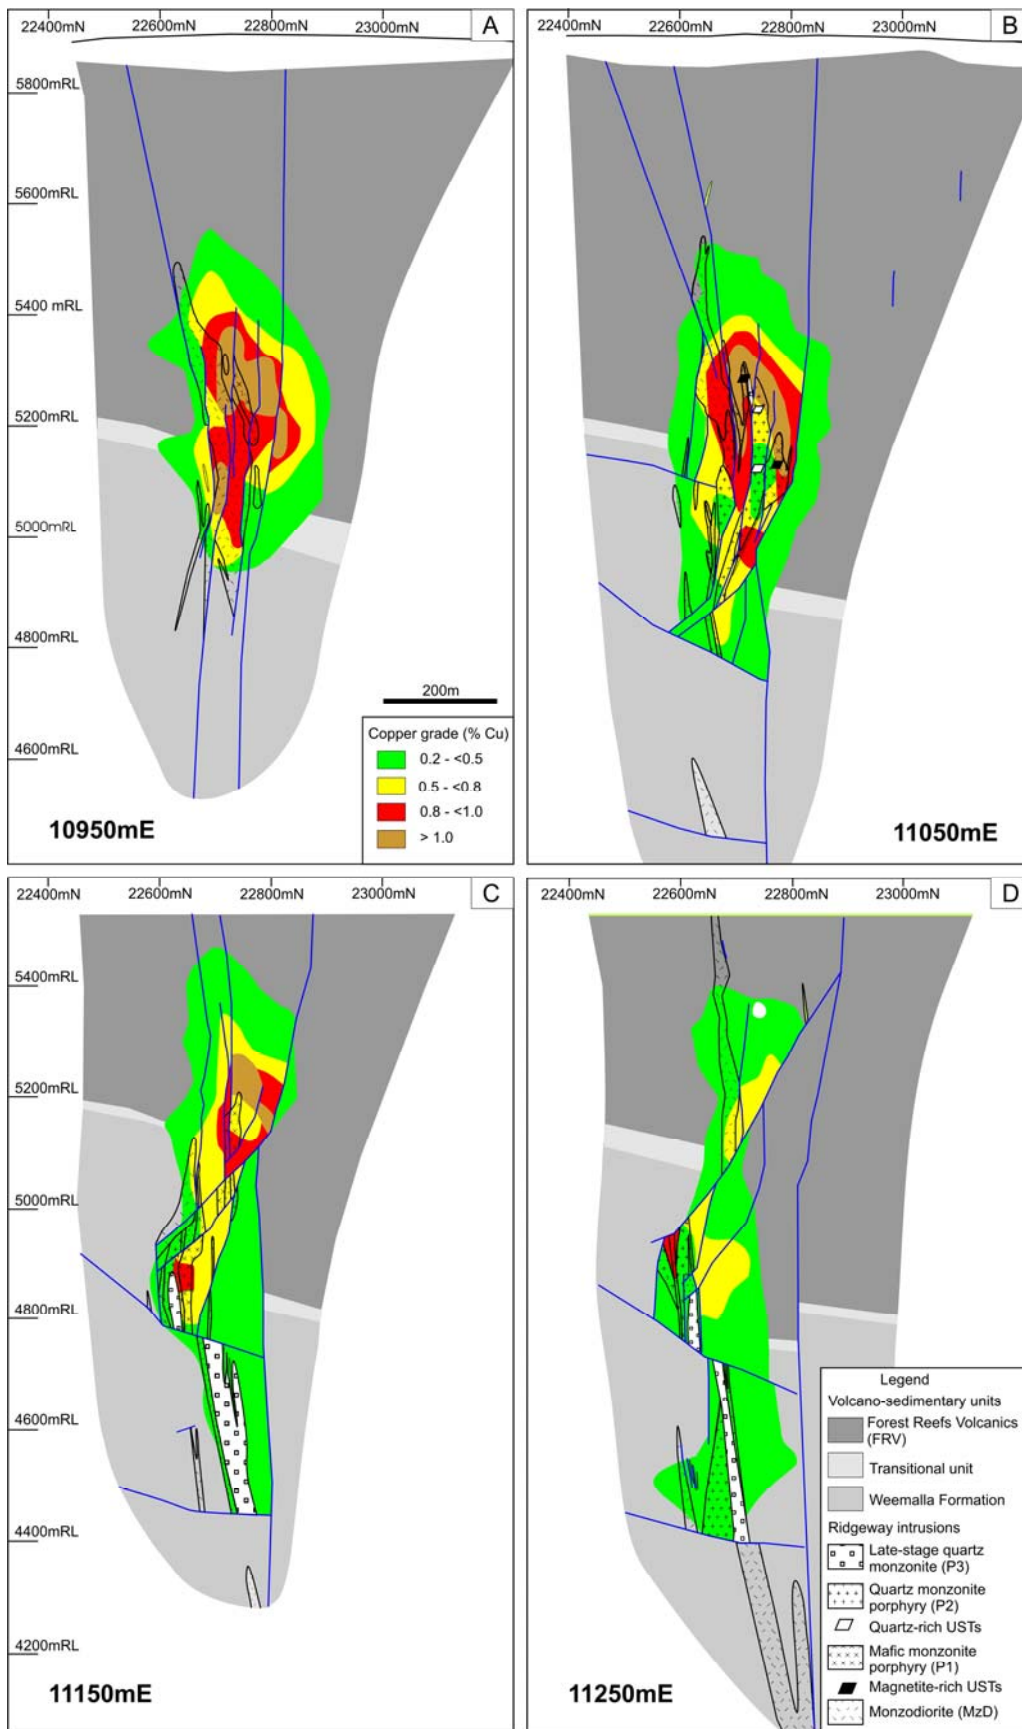 22400mN 22600mN 22800mN 23000mN A
5800mRL
5600mRL
5400 mRL
5200mRL
5000mRL
4800mRL
4600mRL
200m
Copper grade (% Cu)
0.2 - <0.5
0.5 - <0.8
0.8 - <1.0
> 1.0
10950mE
22400mN 22600mN 22800mN 23000mN B
11050mE
22400mN 22600mN 22800mN 23000mN C
5400mRL
5200mRL
5000mRL
4800mRL
4600mRL
4400mRL
4200mRL
11150mE
22400mN 22600mN 22800mN 23000mN D
11250mE
Legend
Volcano-sedimentary units
Forest Reefs Volcanics
(FRV)
Transitional unit
Weemalla Formation
Ridgeway intrusions
Late-stage quartz
monzonite (P3)
Quartz monzonite
porphyry (P2)
Quartz-rich USTs
Mafic monzonite
porphyry (P1)
Magnetite-rich USTs
Monzodiorite (MzD)